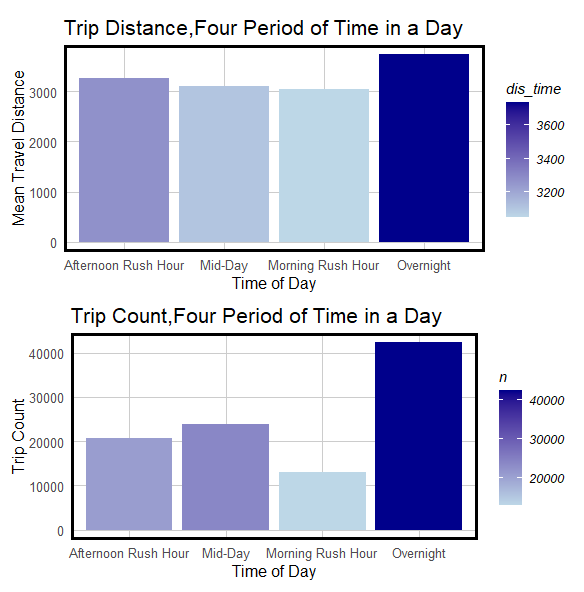 Trip Distance,Four Period of Time in a Day
Mean Travel Distance
3000
2000
1000
0
Afternoon Rush Hour Mid-Day Morning Rush Hour Overnight
Time of Day
dis_time
3600
3400
3200
Trip Count,Four Period of Time in a Day
Trip Count
40000
30000
20000
10000
0
Afternoon Rush Hour Mid-Day Morning Rush Hour Overnight
Time of Day
n
40000
30000
20000